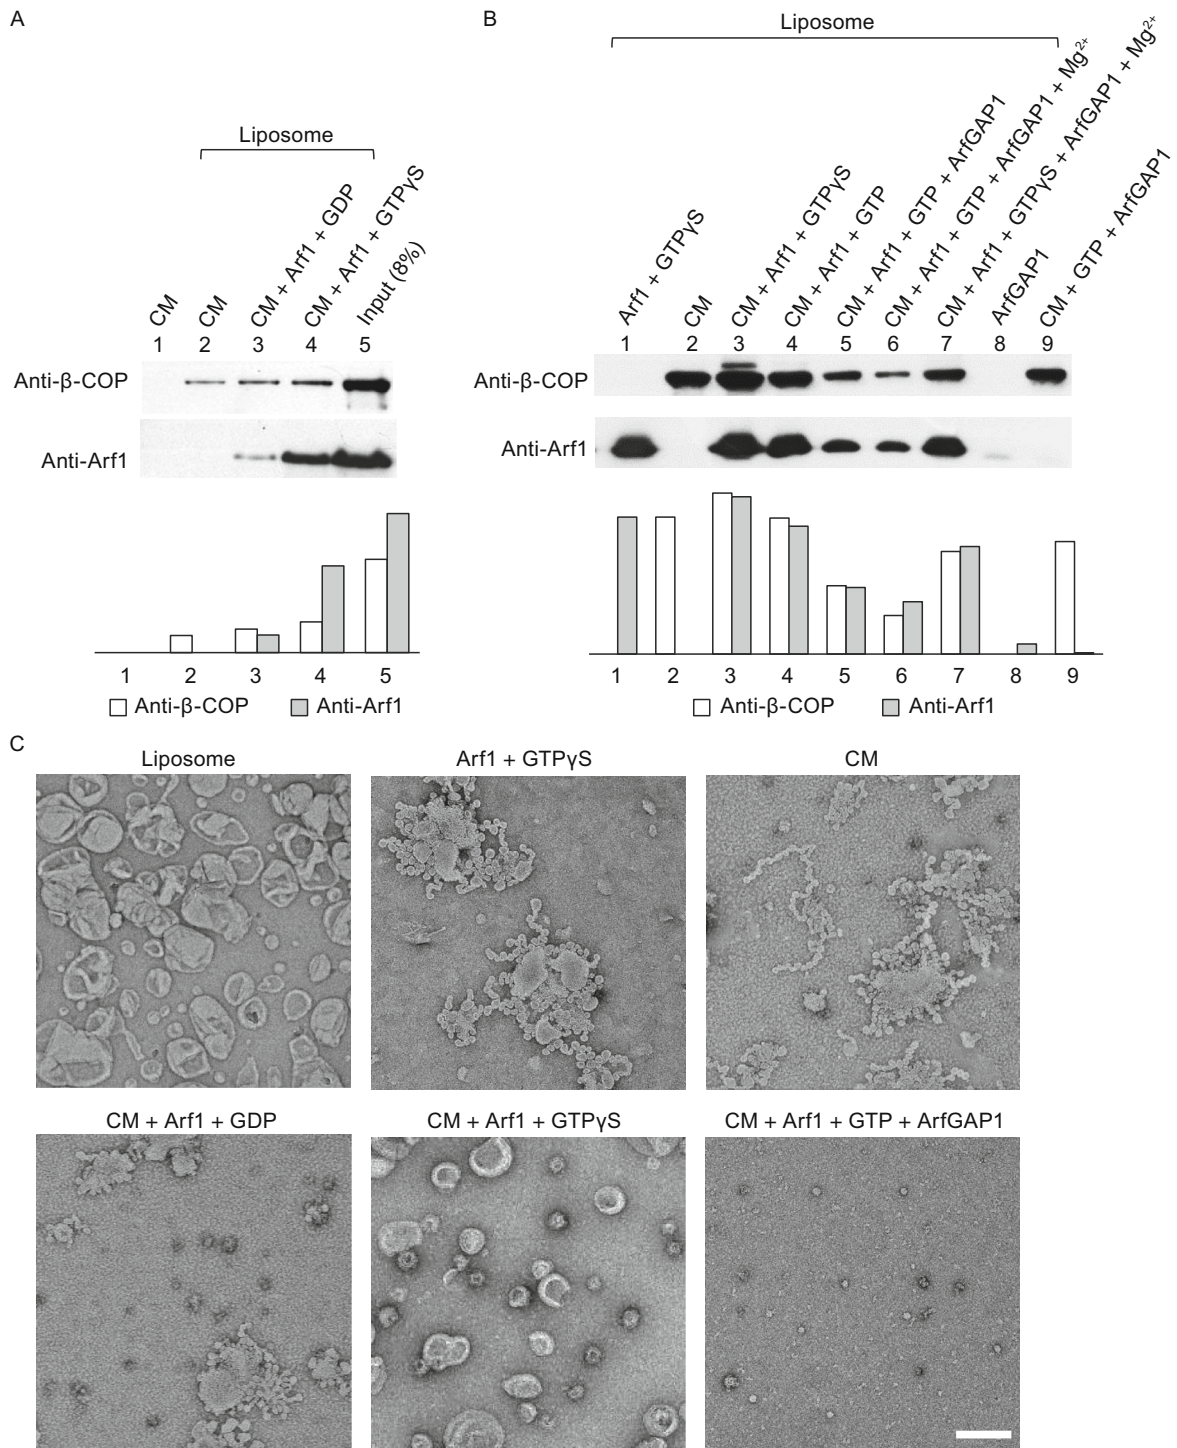 A
Liposome
CM
CM
CM + Arf1 + GDP
CM + Arf1 + GTPγS
Input (8%)
1 2 3 4 5
Anti-β-COP
Anti-Arf1
1 2 3 4 5
Anti-β-COP Anti-Arf1
B
Liposome
Arf1 + GTPγS
CM
CM + Arf1 + GTPγS
CM + Arf1 + GTP
CM + Arf1 + GTP + ArfGAP1
CM + Arf1 + GTP + ArfGAP1 + Mg²⁺
CM + Arf1 + GTPγS + ArfGAP1 + Mg²⁺
ArfGAP1
CM + GTP + ArfGAP1
1 2 3 4 5 6 7 8 9
Anti-β-COP
Anti-Arf1
1 2 3 4 5 6 7 8 9
Anti-β-COP Anti-Arf1
C
Liposome
Arf1 + GTPγS
CM
CM + Arf1 + GDP
CM + Arf1 + GTPγS
CM + Arf1 + GTP + ArfGAP1